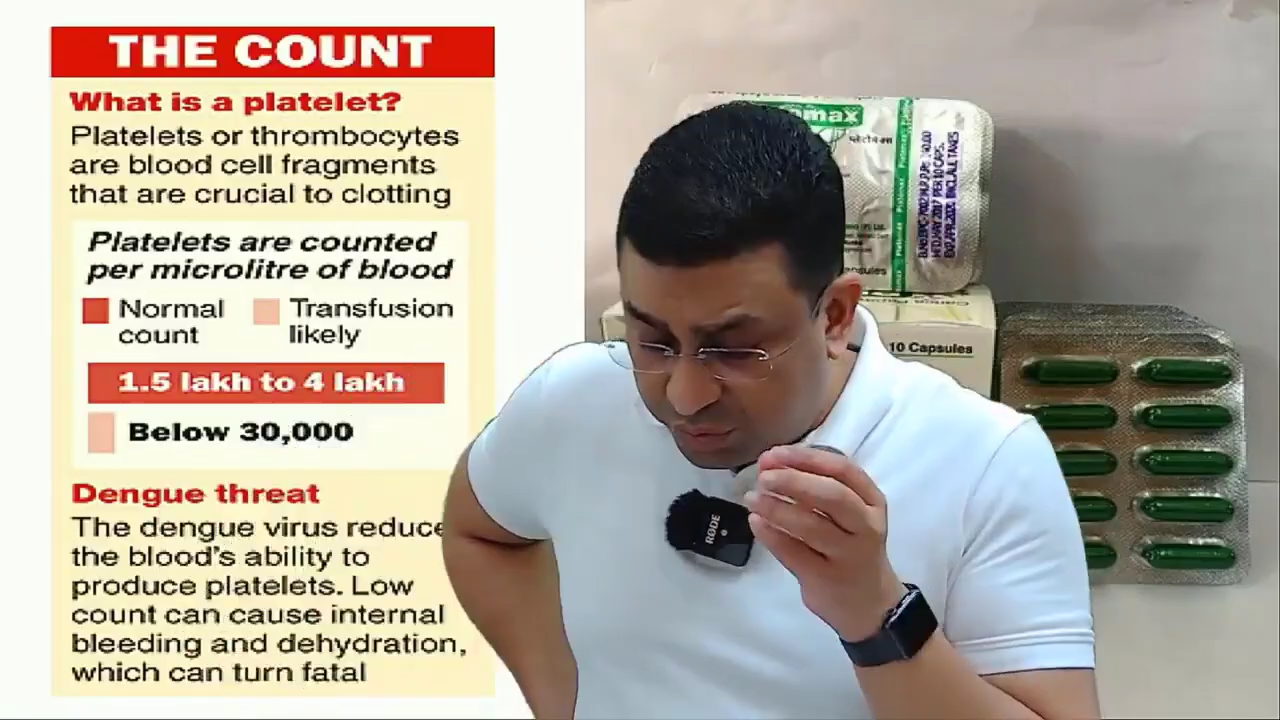 THE COUNT
What is a platelet?
Platelets or thrombocytes
are blood cell fragments
that are crucial to clotting
Platelets are counted
per microlitre of blood
Normal
count
Transfusion
likely
1.5 lakh to 4 lakh
Below 30,000
Dengue threat
The dengue virus reduce
the blood's ability to
produce platelets. Low
count can cause internal
bleeding and dehydration,
which can turn fatal
max
Platenmax
10 Capsules
RØDE